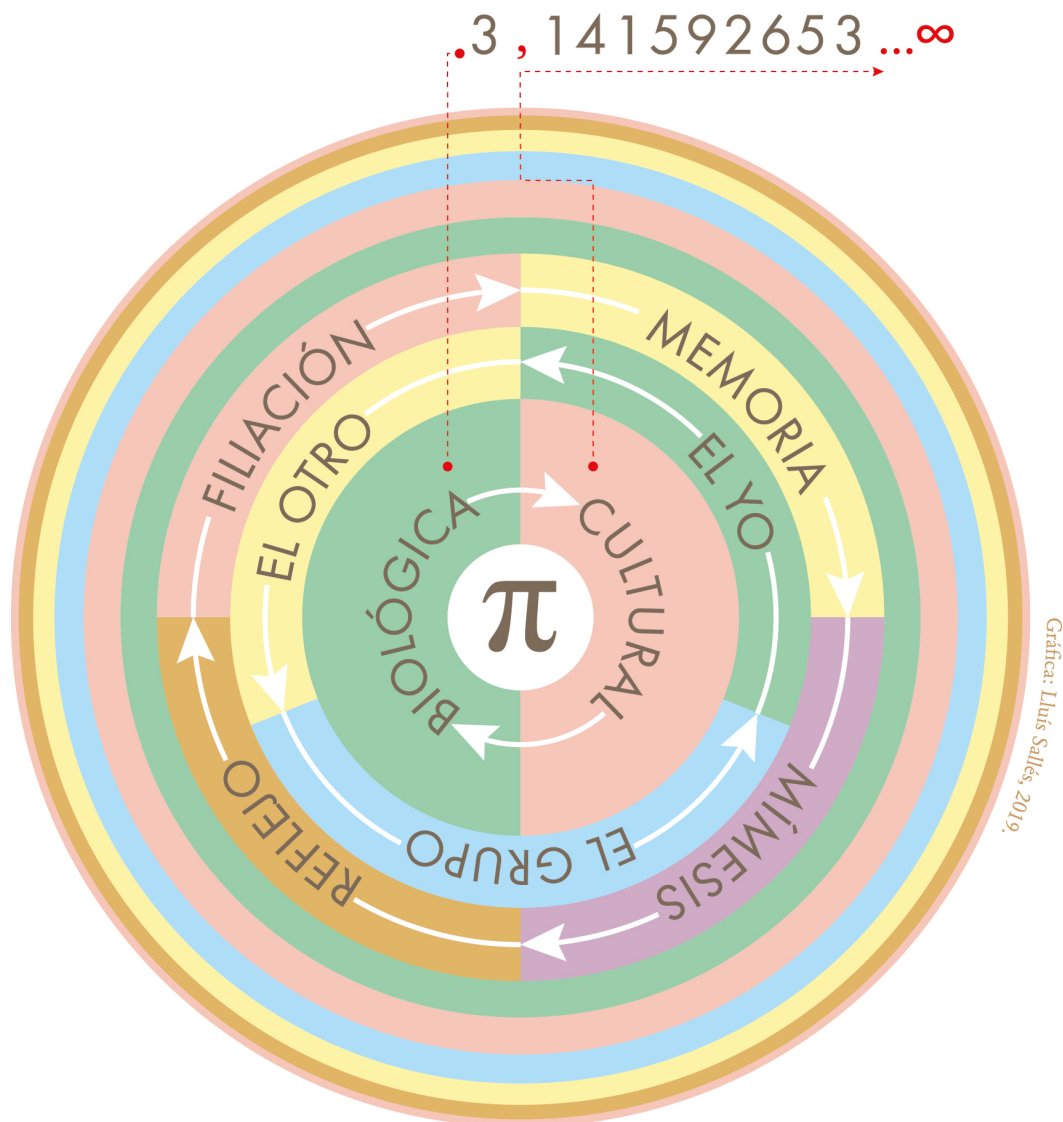 .3 , 141592653 ...∞
FILIACIÓN
MEMORIA
EL OTRO
EL YO
BIOLÓGICA
CULTURAL
π
REFLEJO
EL GRUPO
MÍMESIS
Gráfica: Lluís Sallés, 2019.